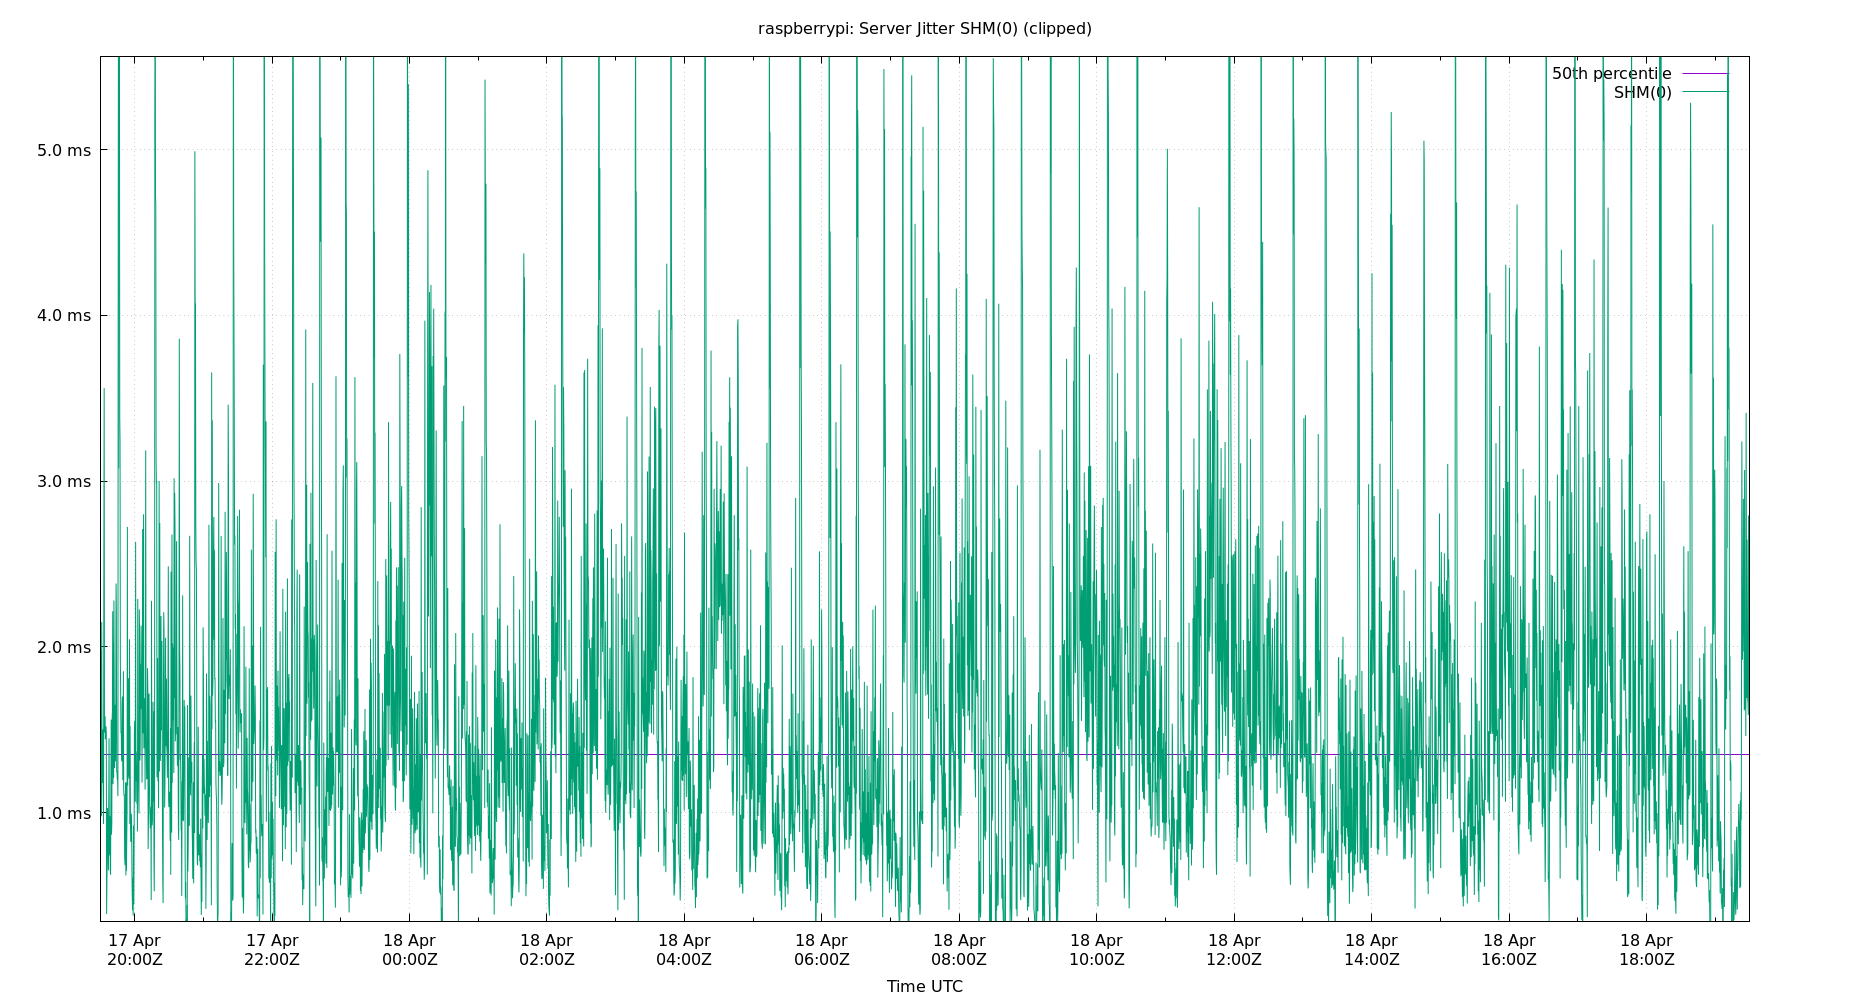 raspberrypi: Server Jitter SHM(0) (clipped)
50th percentile
SHM(0)
5.0 ms
4.0 ms
3.0 ms
2.0 ms
1.0 ms
17 Apr 17 Apr 18 Apr 18 Apr 18 Apr 18 Apr 18 Apr 18 Apr 18 Apr 18 Apr 18 Apr 18 Apr
20:00Z 22:00Z 00:00Z 02:00Z 04:00Z 06:00Z 08:00Z 10:00Z 12:00Z 14:00Z 16:00Z 18:00Z
Time UTC